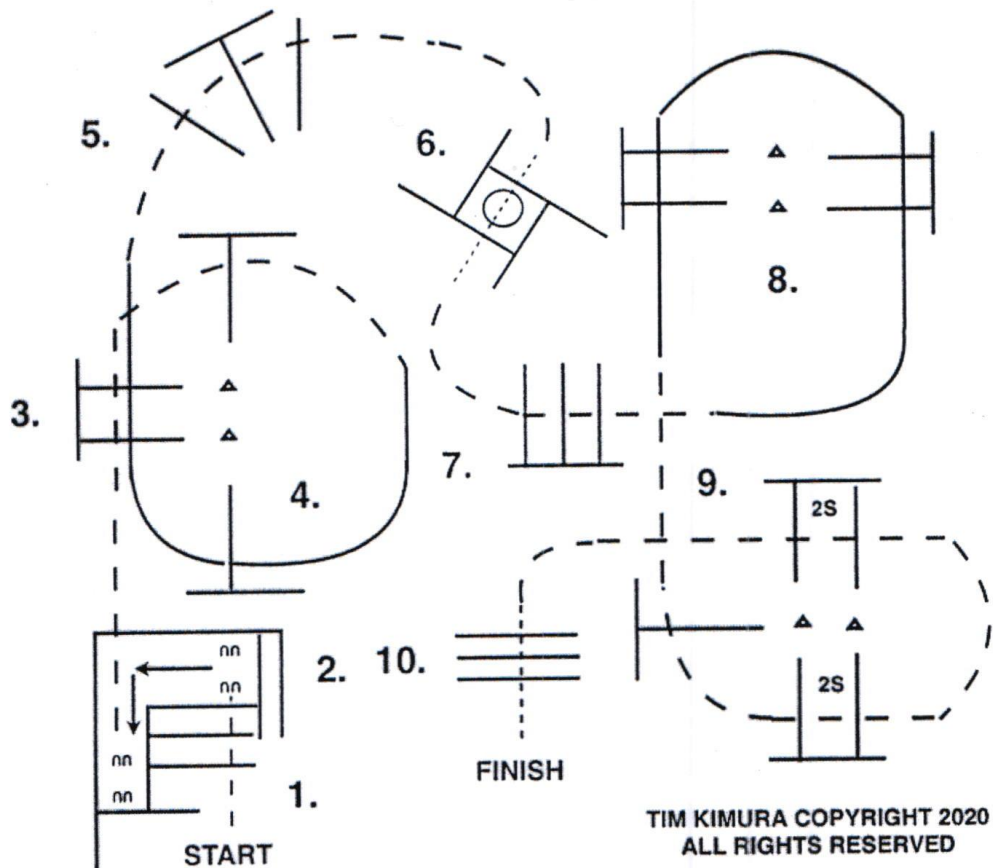 5.
6.
8.
3.
4.
7.
9.
2S
2.
10.
2S
1.
FINISH
START
TIM KIMURA COPYRIGHT 2020
ALL RIGHTS RESERVED